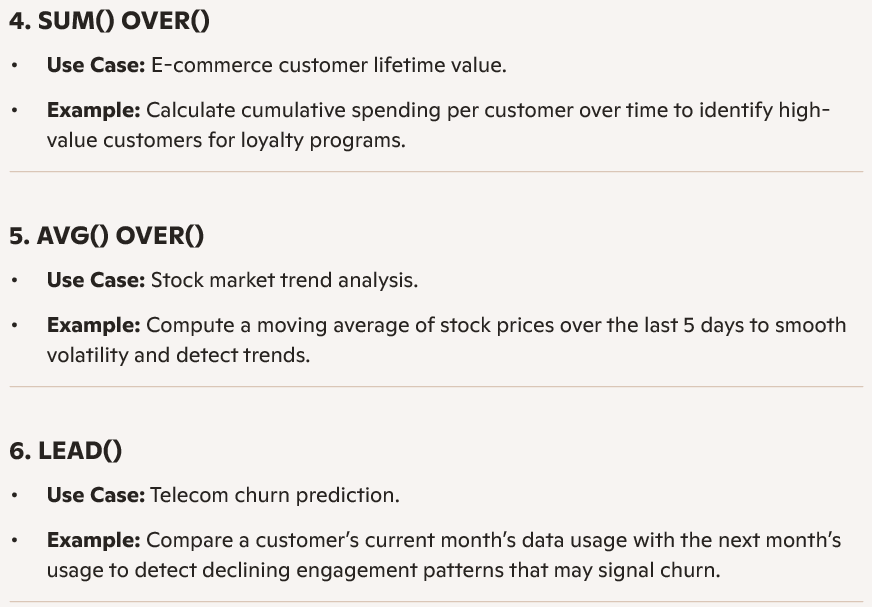 4. SUM() OVER()
• Use Case: E-commerce customer lifetime value.
• Example: Calculate cumulative spending per customer over time to identify high-
value customers for loyalty programs.
5. AVG() OVER()
• Use Case: Stock market trend analysis.
• Example: Compute a moving average of stock prices over the last 5 days to smooth
volatility and detect trends.
6. LEAD()
• Use Case: Telecom churn prediction.
• Example: Compare a customer’s current month’s data usage with the next month’s
usage to detect declining engagement patterns that may signal churn.